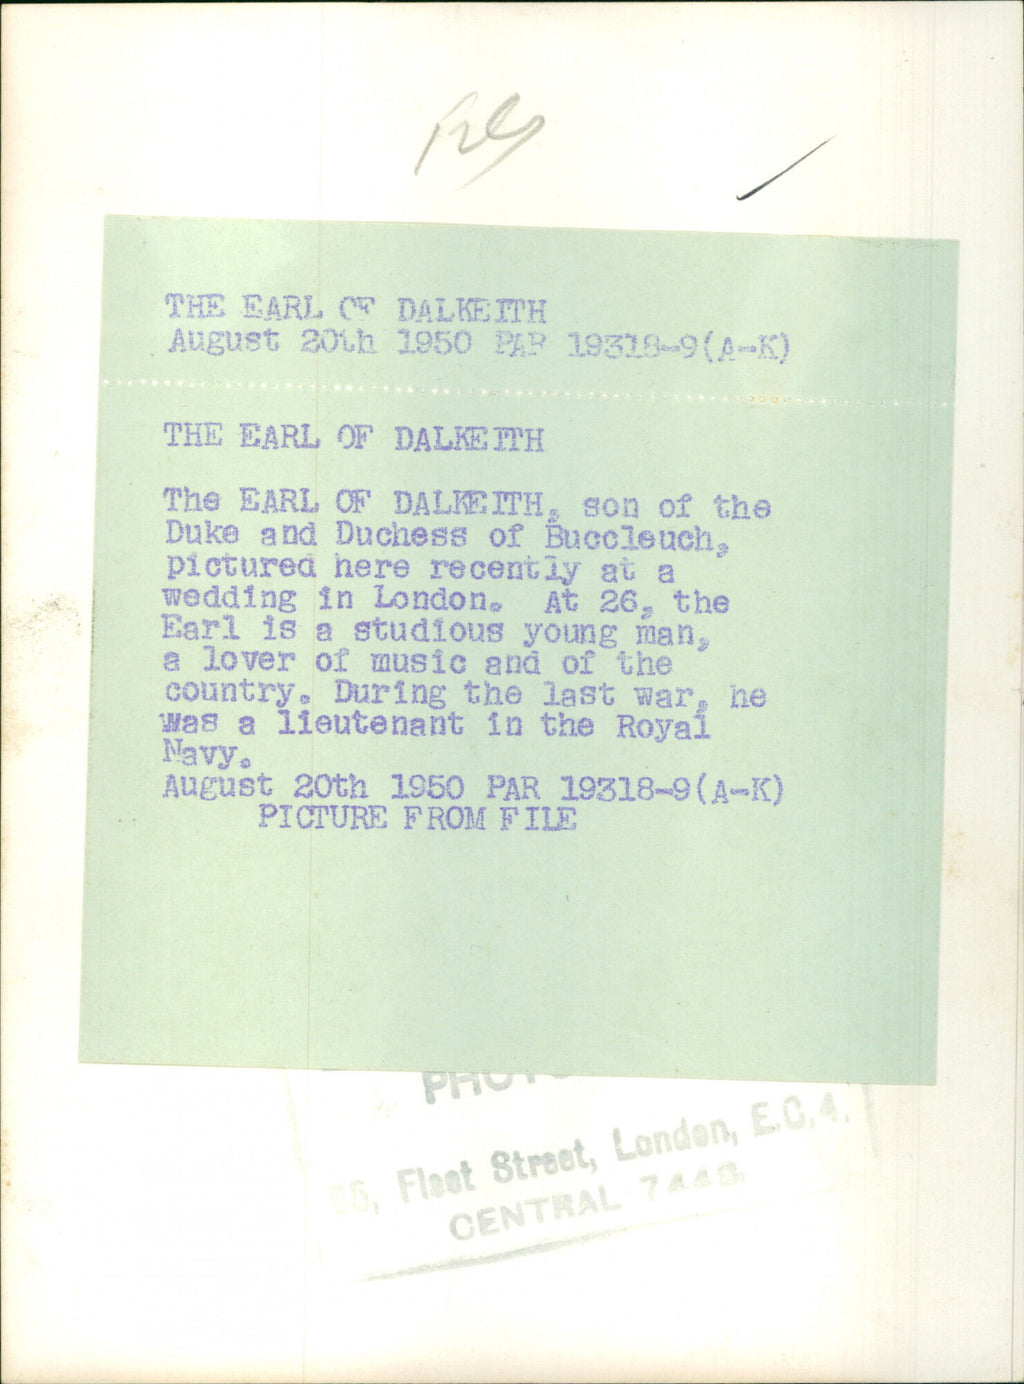 THE EARL OF DALKEITH
August 20th 1950 PAR 19318-9(A-K)
THE EARL OF DALKEITH
The EARL OF DALKEITH, son of the
Duke and Duchess of Buccleuch,
pictured here recently at a
wedding in London. At 26, the
Earl is a studious young man,
a lover of music and of the
country. During the last war, he
was a lieutenant in the Royal
Navy.
August 20th 1950 PAR 19318-9(A-K)
PICTURE FROM FILE
Fleet Street, London, E.C.4.
CENTRAL